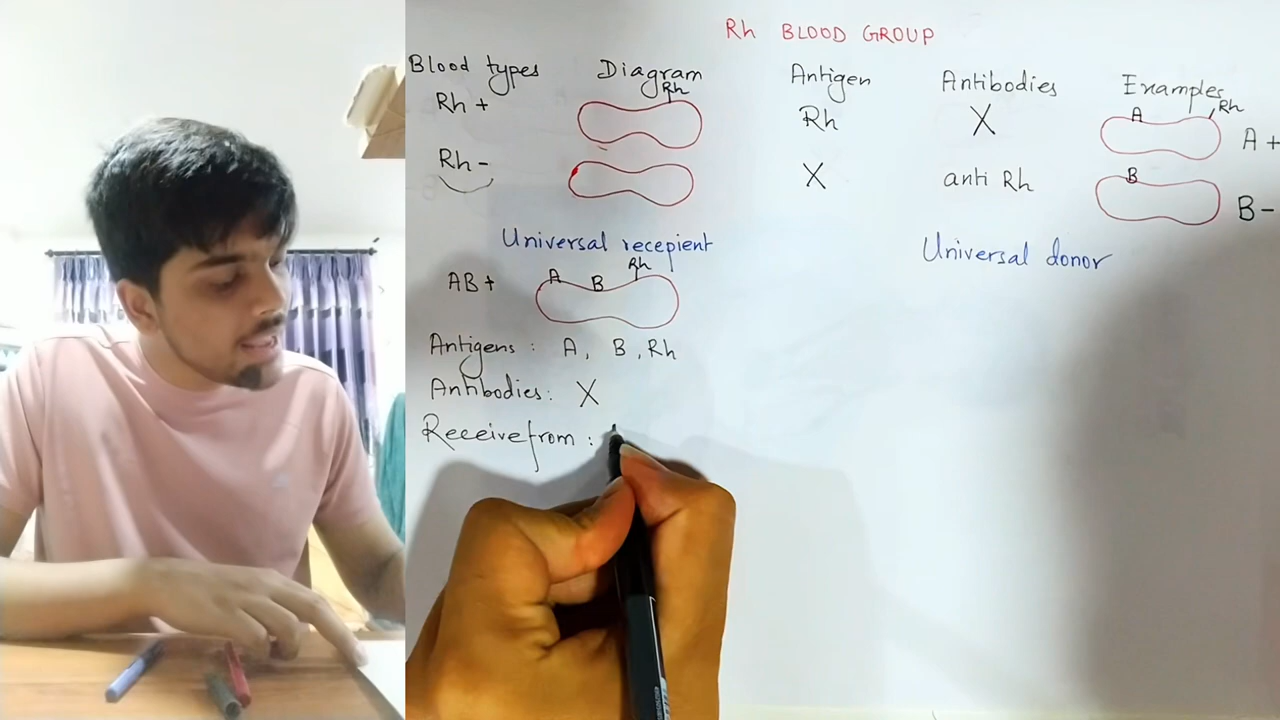 Rh BLOOD GROUP
Blood types Diagram Antigen Antibodies Examples
Rh + Rh Rh X A Rh A +
Rh - X anti Rh B B -
Universal recepient Universal donor
AB + A B Rh
Antigens : A, B, Rh
Antibodies : X
Receive from :